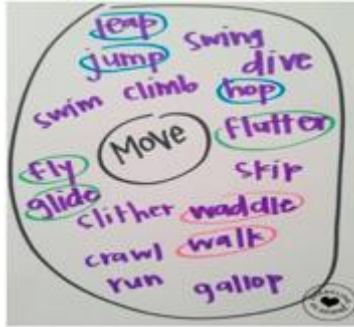 leap
swing
jump
dive
swim climb
hop
Move
flutter
fly
skip
glide
slither waddle
crawl walk
run gallop